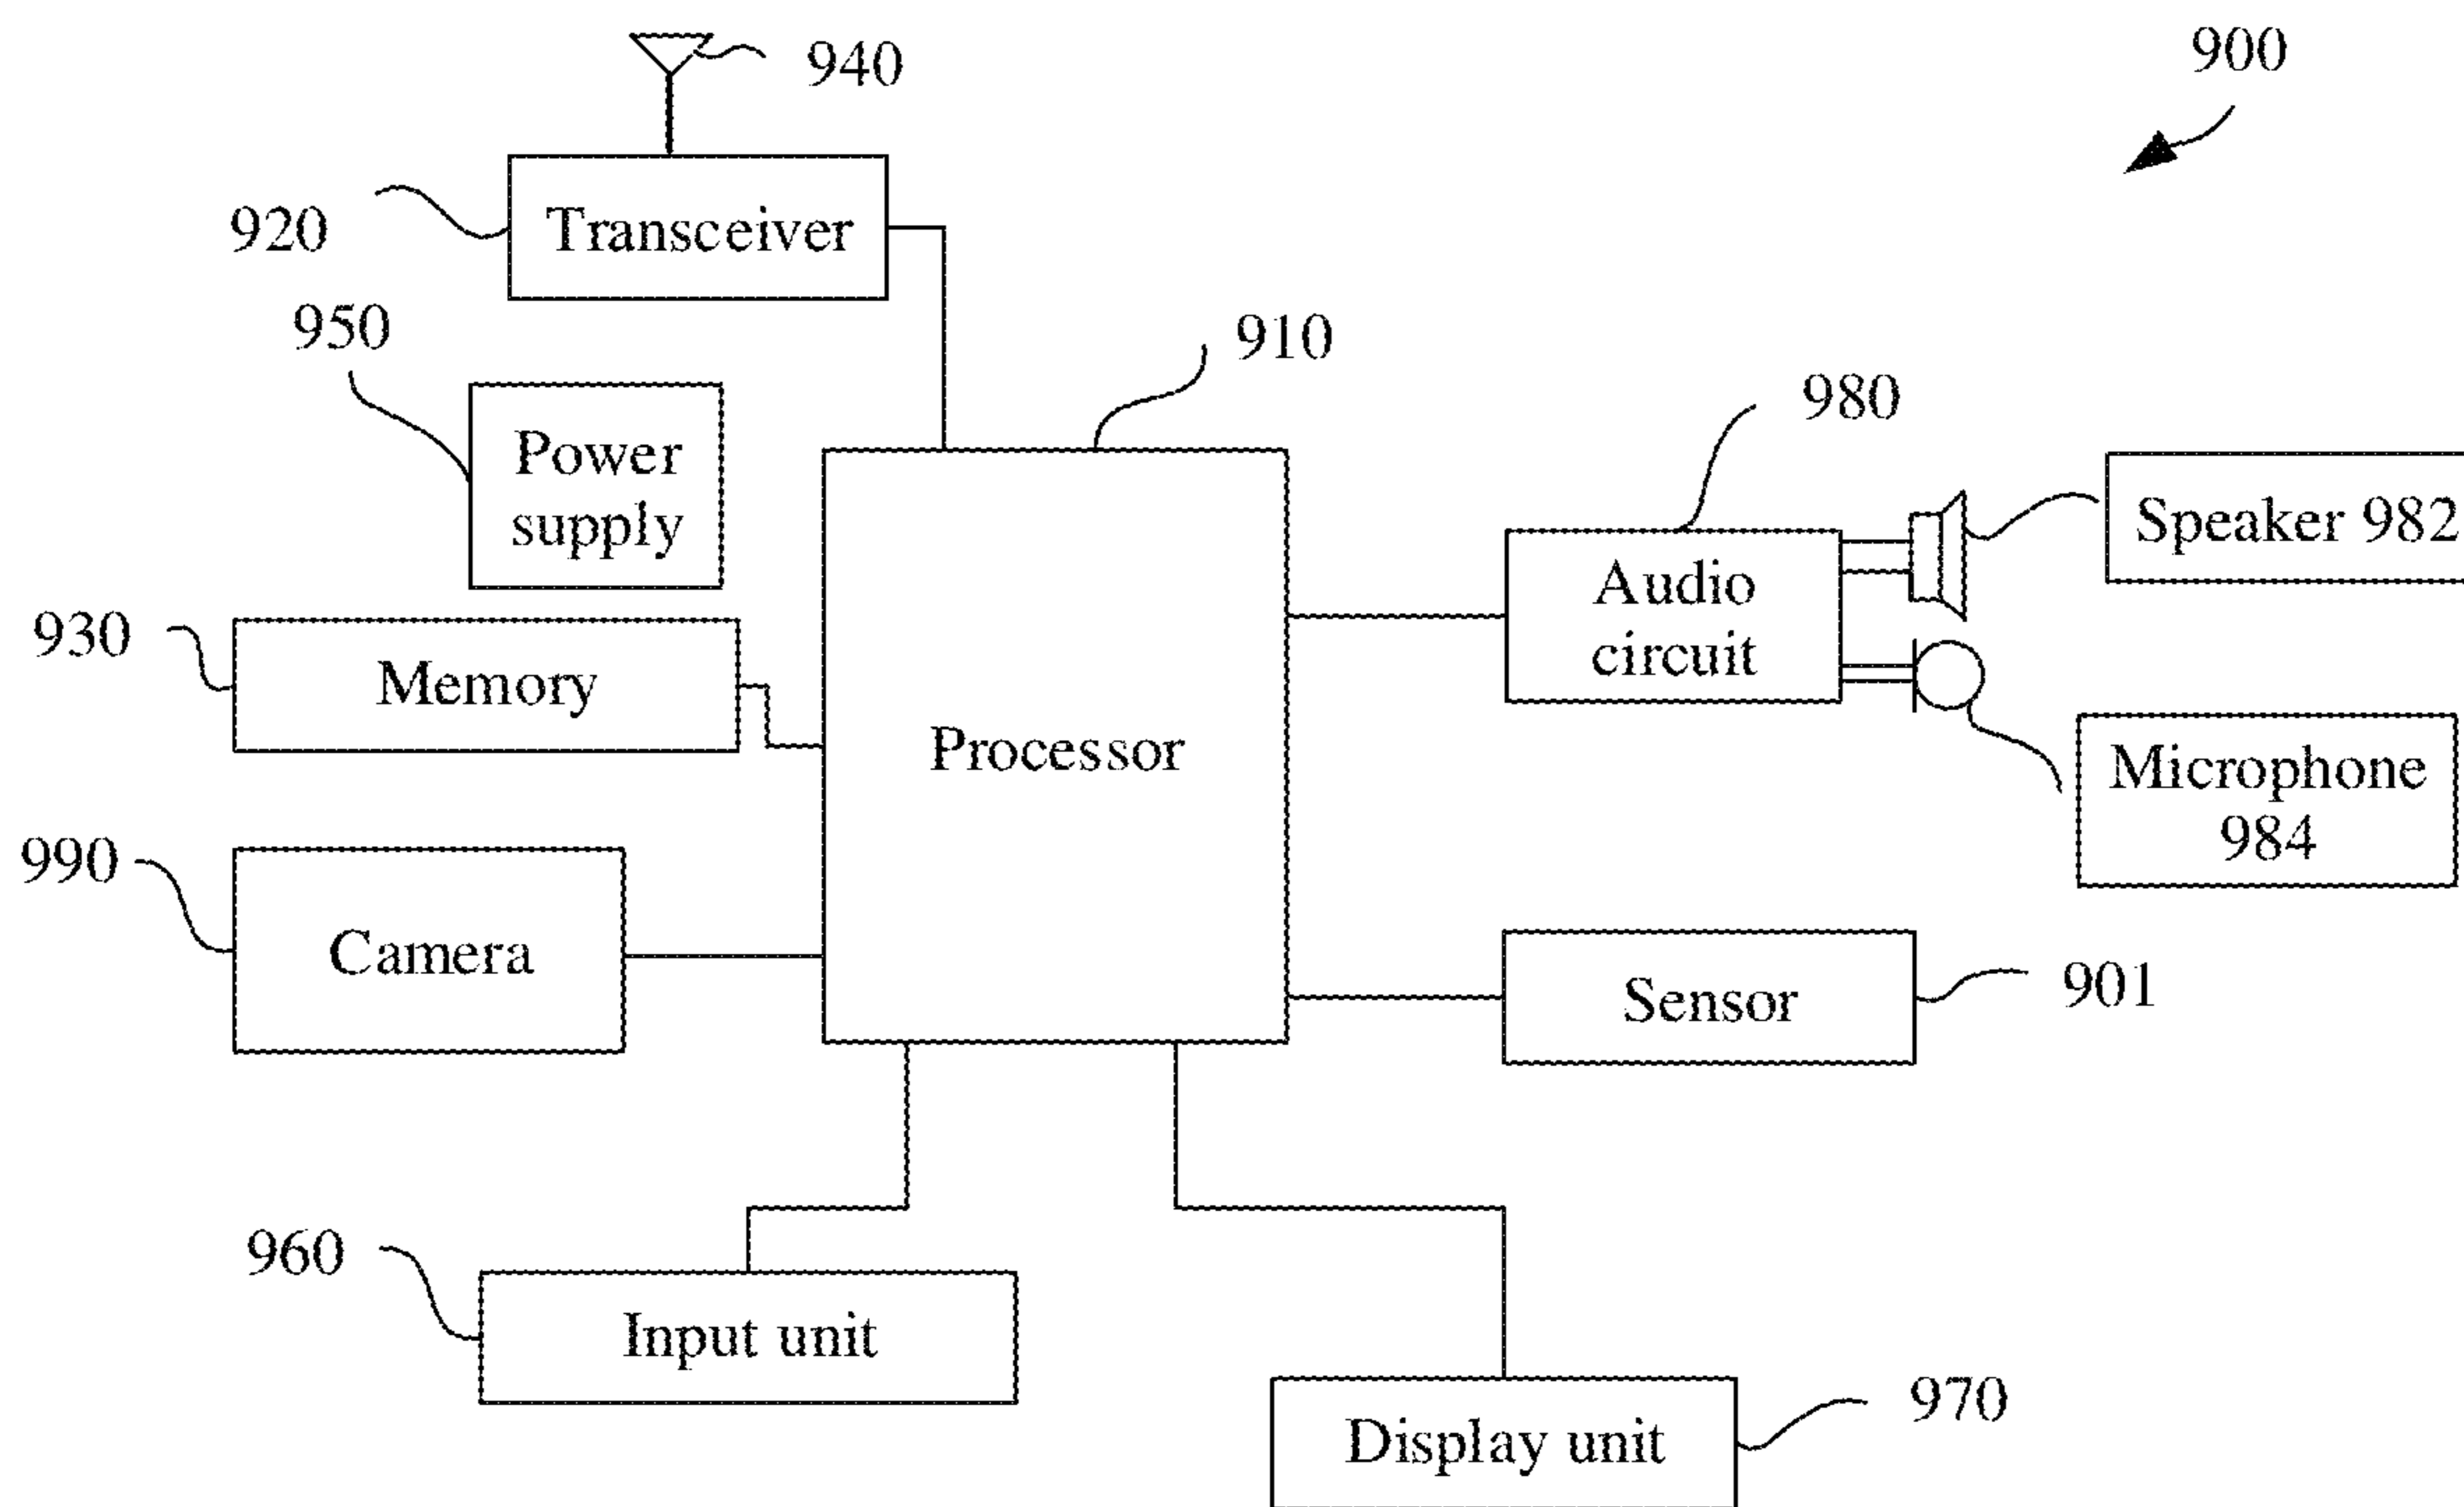 940
900
920
Transceiver
950
910
980
Power
supply
Speaker 982
Audio
circuit
930
Memory
Processor
Microphone
984
990
Camera
Sensor
901
960
Input unit
970
Display unit